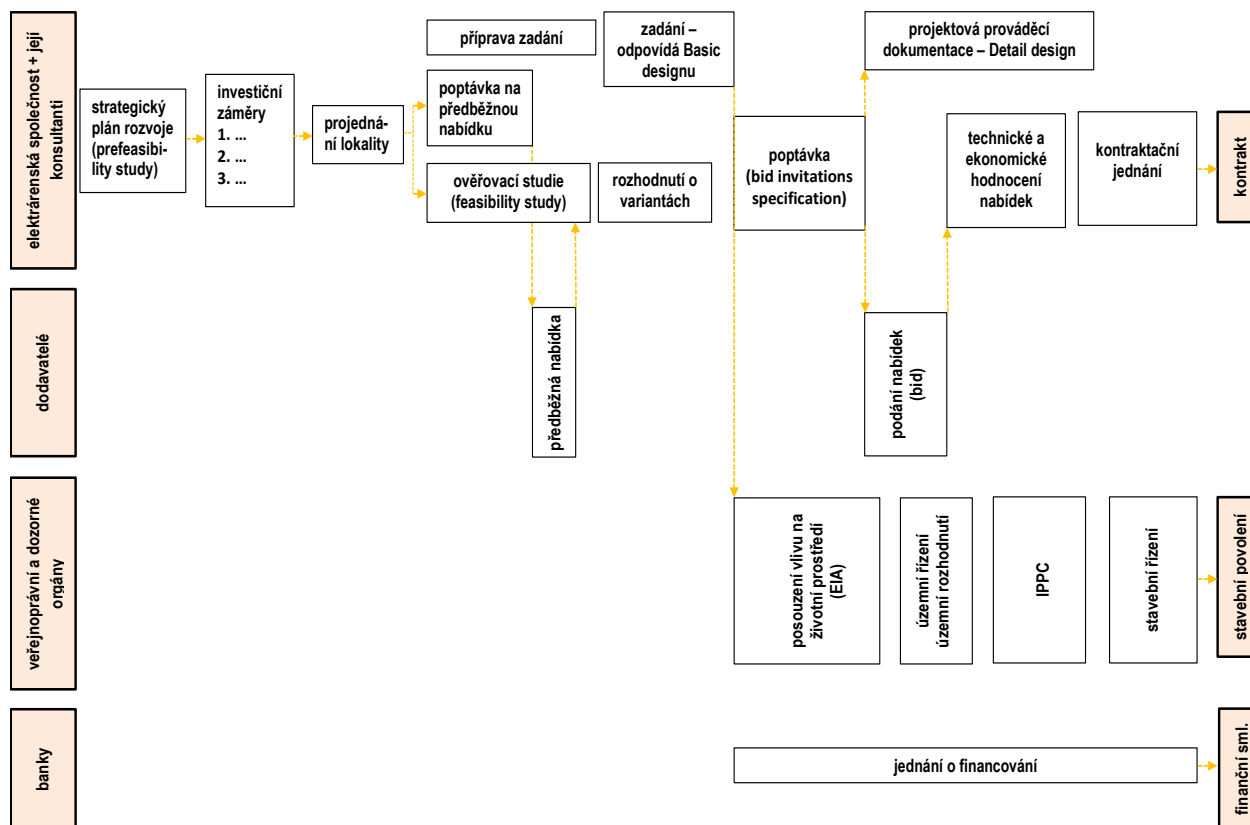 elektrárenská společnost + její
konsultanti
strategický
plán rozvoje
(prefeasibi-
lity study)
investiční
záměry
1. ...
2. ...
3. ...
projedná-
ní lokality
příprava zadání
poptávka na
předběžnou
nabídku
ověřovací studie
(feasibility study)
zadání –
odpovídá Basic
designu
rozhodnutí o
variantách
poptávka
(bid invitations
specification)
projektová prováděcí
dokumentace – Detail design
technické a
ekonomické
hodnocení
nabídek
kontraktační
jednání
kontrakt
dodavatelé
předběžná nabídka
podání nabídek
(bid)
veřejnoprávní a dozorné
orgány
posouzení vlivu na
životní prostředí
(EIA)
územní řízení
územní rozhodnutí
IPPC
stavební řízení
stavební povolení
banky
jednání o financování
finanční sml.